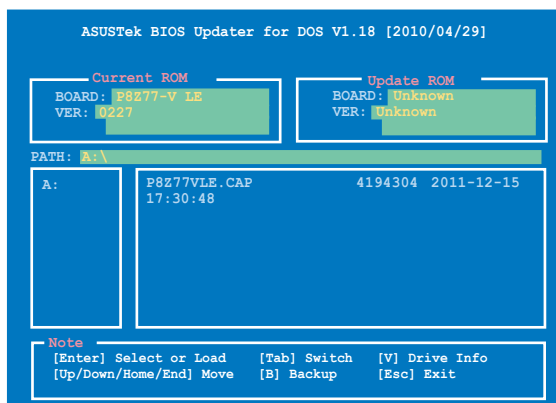 ASUSTek BIOS Updater for DOS V1.18 [2010/04/29]
Current ROM
BOARD: P8Z77-V LE
VER: 0227
Update ROM
BOARD: Unknown
VER: Unknown
PATH: A:\
A:
P8Z77VLE.CAP 4194304 2011-12-15
17:30:48
Note
[Enter] Select or Load [Tab] Switch [V] Drive Info
[Up/Down/Home/End] Move [B] Backup [Esc] Exit